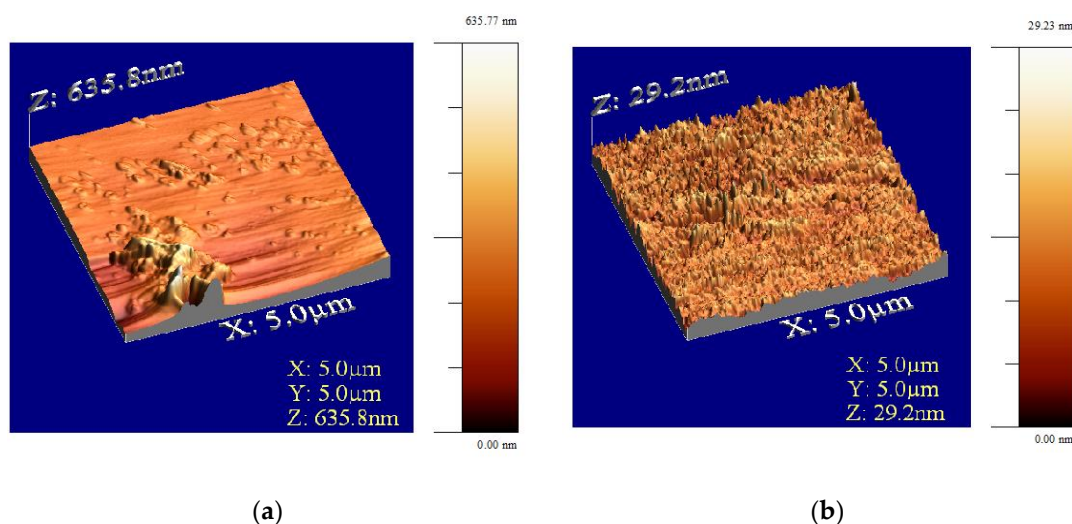 635.77 nm
Z: 635.8nm
X: 5.0µm
X: 5.0µm
Y: 5.0µm
Z: 635.8nm
0.00 nm
(a)
29.23 nm
Z: 29.2nm
X: 5.0µm
X: 5.0µm
Y: 5.0µm
Z: 29.2nm
0.00 nm
(b)